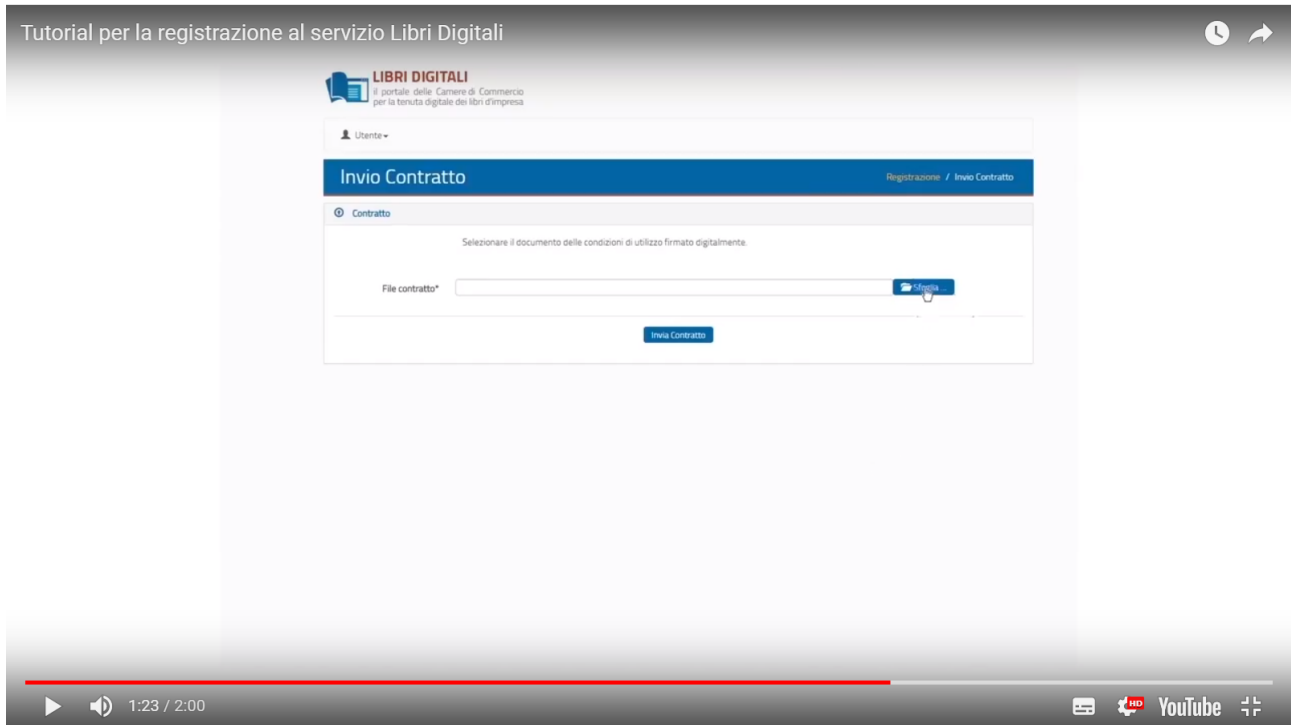 Tutorial per la registrazione al servizio Libri Digitali
LIBRI DIGITALI
il portale delle Camere di Commercio
per la tenuta digitale dei libri d'impresa
Utente
Invio Contratto
Registrazione / Invio Contratto
Contratto
Selezionare il documento delle condizioni di utilizzo firmato digitalmente.
File contratto*
Sfoglia ...
Invia Contratto
1:23 / 2:00
HD
YouTube